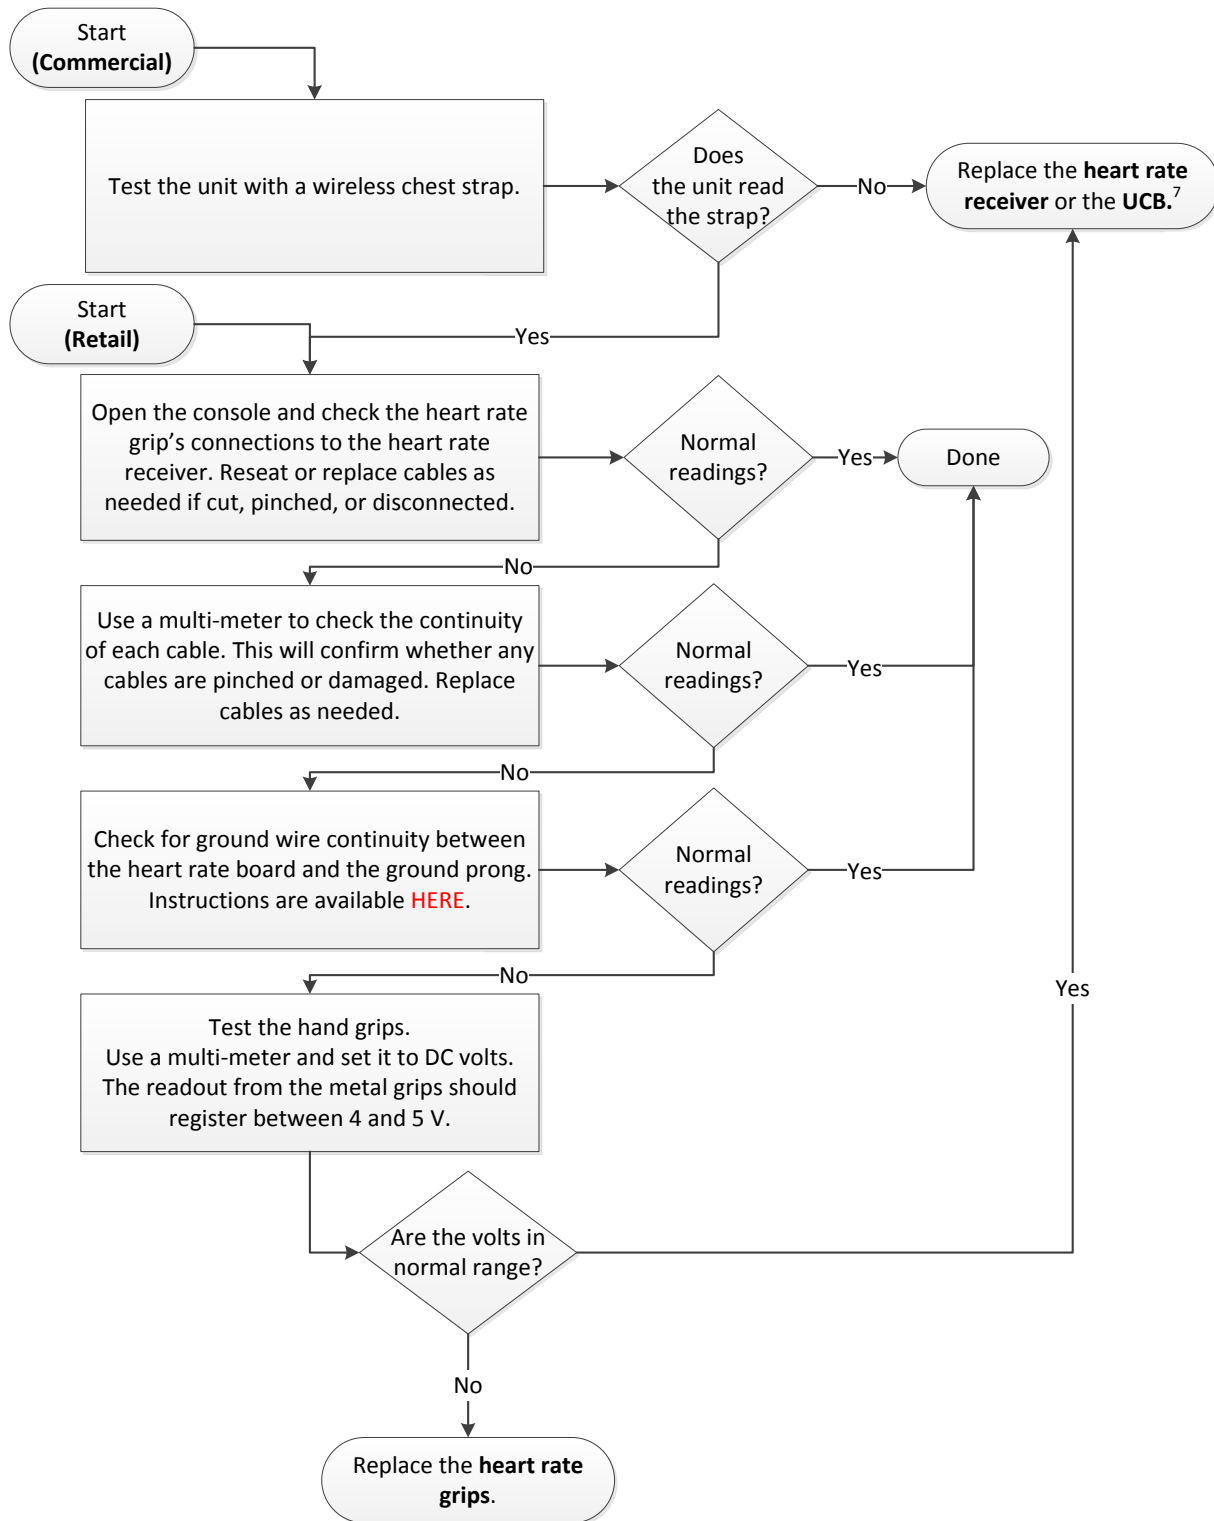 Start
(Commercial)
Test the unit with a wireless chest strap.
Does
the unit read
the strap?
No
Replace the heart rate
receiver or the UCB.7
Start
(Retail)
Yes
Open the console and check the heart rate
grip’s connections to the heart rate
receiver. Reseat or replace cables as
needed if cut, pinched, or disconnected.
Normal
readings?
Yes
Done
No
Use a multi-meter to check the continuity
of each cable. This will confirm whether any
cables are pinched or damaged. Replace
cables as needed.
Normal
readings?
Yes
No
Check for ground wire continuity between
the heart rate board and the ground prong.
Instructions are available HERE.
Normal
readings?
Yes
No
Test the hand grips.
Use a multi-meter and set it to DC volts.
The readout from the metal grips should
register between 4 and 5 V.
Yes
Are the volts in
normal range?
No
Replace the heart rate
grips.